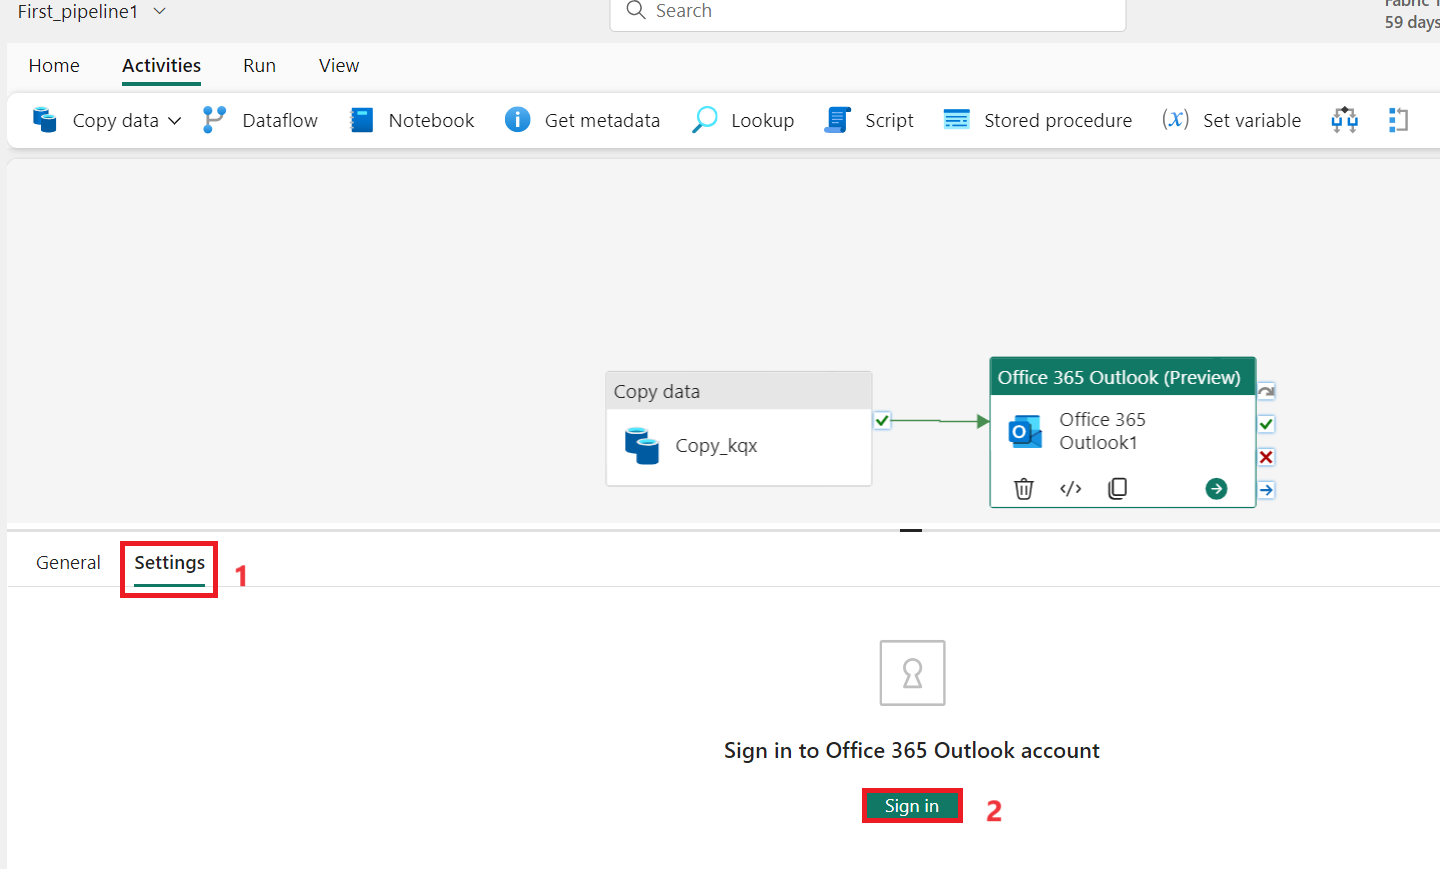 First_pipeline1
Search
59 days
Home Activities Run View
Copy data Dataflow Notebook Get metadata Lookup Script Stored procedure (x) Set variable
Copy data
Copy_kqx
Office 365 Outlook (Preview)
Office 365
Outlook1
General Settings 1
Sign in to Office 365 Outlook account
Sign in 2